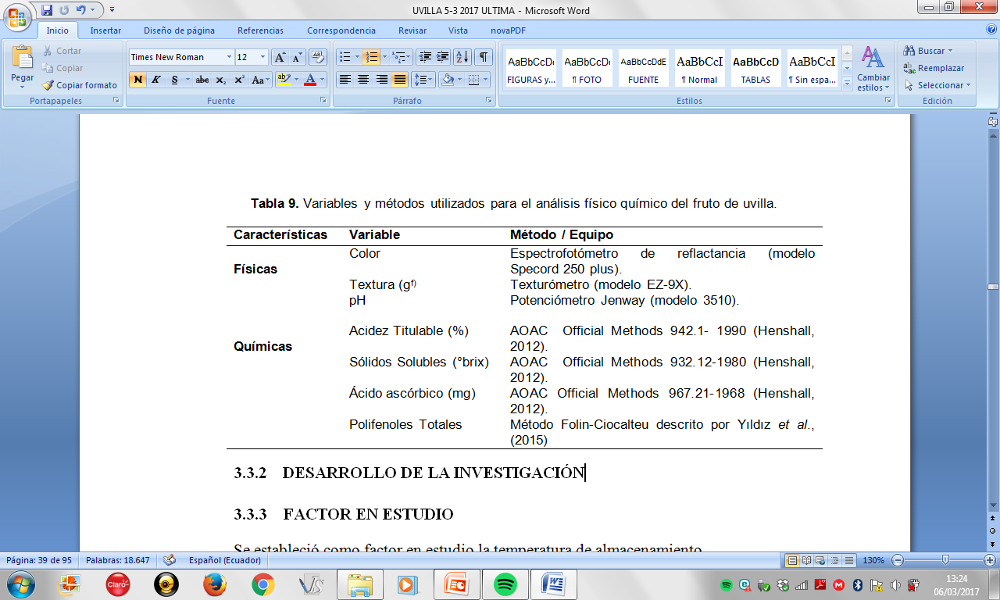 UVILLA 5-3 2017 ULTIMA - Microsoft Word
Inicio Insertar Diseño de página Referencias Correspondencia Revisar Vista novaPDF
Pegar
Cortar
Copiar
Copiar formato
Portapapeles
Times New Roman 12
N K S abc x₂ x² Aa
Fuente
Párrafo
AaBbCcDı AaBbCcDı AaBbCcDdE AaBbCcI AaBbCcD AaBbCcI
FIGURAS y... ¶ FOTO FUENTE ¶ Normal TABLAS ¶ Sin espa...
Cambiar
estilos
Estilos
Buscar
Reemplazar
Seleccionar
Edición
Tabla 9. Variables y métodos utilizados para el análisis físico químico del fruto de uvilla.
Características Variable Método / Equipo
Color Espectrofotómetro de reflactancia (modelo
Físicas Specord 250 plus).
Textura (gf) Texturómetro (modelo EZ-9X).
pH Potenciómetro Jenway (modelo 3510).
Acidez Titulable (%) AOAC Official Methods 942.1- 1990 (Henshall,
Químicas 2012).
Sólidos Solubles (°brix) AOAC Official Methods 932.12-1980 (Henshall,
2012).
Ácido ascórbico (mg) AOAC Official Methods 967.21-1968 (Henshall,
2012).
Polifenoles Totales Método Folin-Ciocalteu descrito por Yıldız et al.,
(2015)
3.3.2 DESARROLLO DE LA INVESTIGACIÓN
3.3.3 FACTOR EN ESTUDIO
Se estableció como factor en estudio la temperatura de almacenamiento
Página: 39 de 95 Palabras: 18.647 Español (Ecuador) 130%
Claro
13:24
06/03/2017